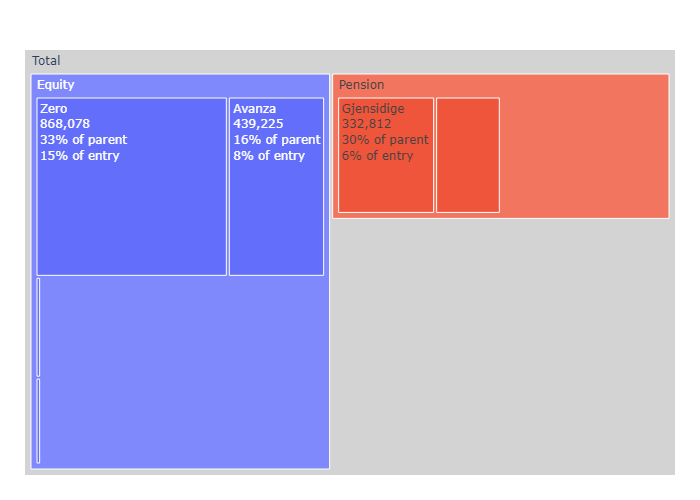 Total
Equity
Zero
868,078
33% of parent
15% of entry
Avanza
439,225
16% of parent
8% of entry
Pension
Gjensidige
332,812
30% of parent
6% of entry